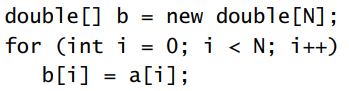 double[] b = new double[N];
for (int i = 0; i < N; i++)
   b[i] = a[i];